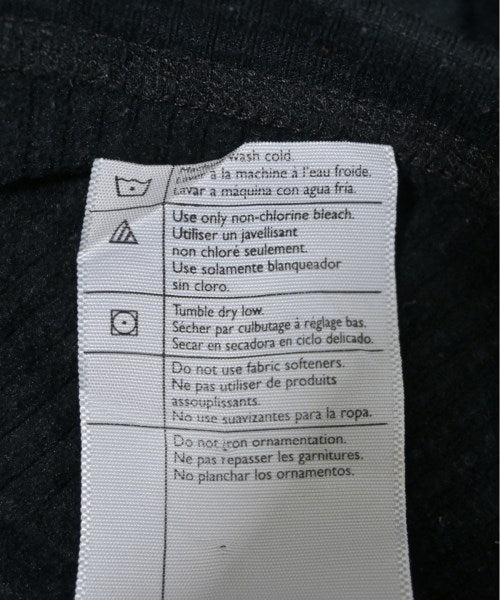 Machine wash cold.
Laver à la machine à l'eau froide.
Lavar a máquina con agua fría.
Use only non-chlorine bleach.
Utiliser un javellisant
non chloré seulement.
Use solamente blanqueador
sin cloro.
Tumble dry low.
Sécher par culbutage à réglage bas.
Secar en secadora en ciclo delicado.
Do not use fabric softeners.
Ne pas utiliser de produits
assouplissants.
No use suavizantes para la ropa.
Do not iron ornamentation.
Ne pas repasser les garnitures.
No planchar los ornamentos.